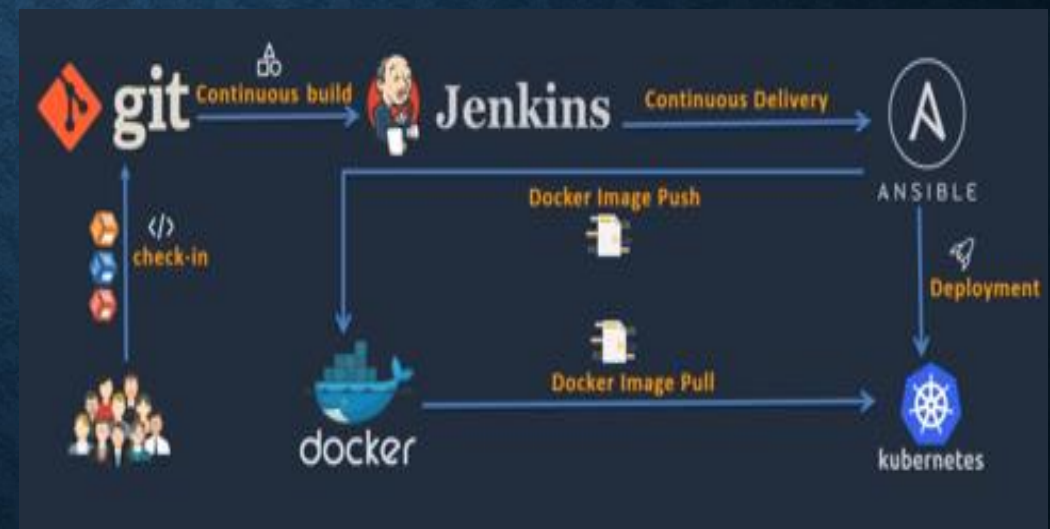 git
Continuous build
Jenkins
Continuous Delivery
ANSIBLE
Docker Image Push
</>
check-in
Deployment
Docker Image Pull
docker
kubernetes